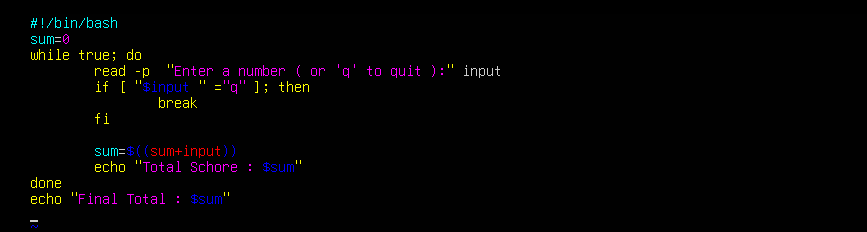 #!/bin/bash
sum=0
while true; do
read -p  "Enter a number ( or 'q' to quit ):" input
if [ "$input " ="q" ]; then
break
fi
sum=$((sum+input))
echo "Total Schore : $sum"
done
echo "Final Total : $sum"
~